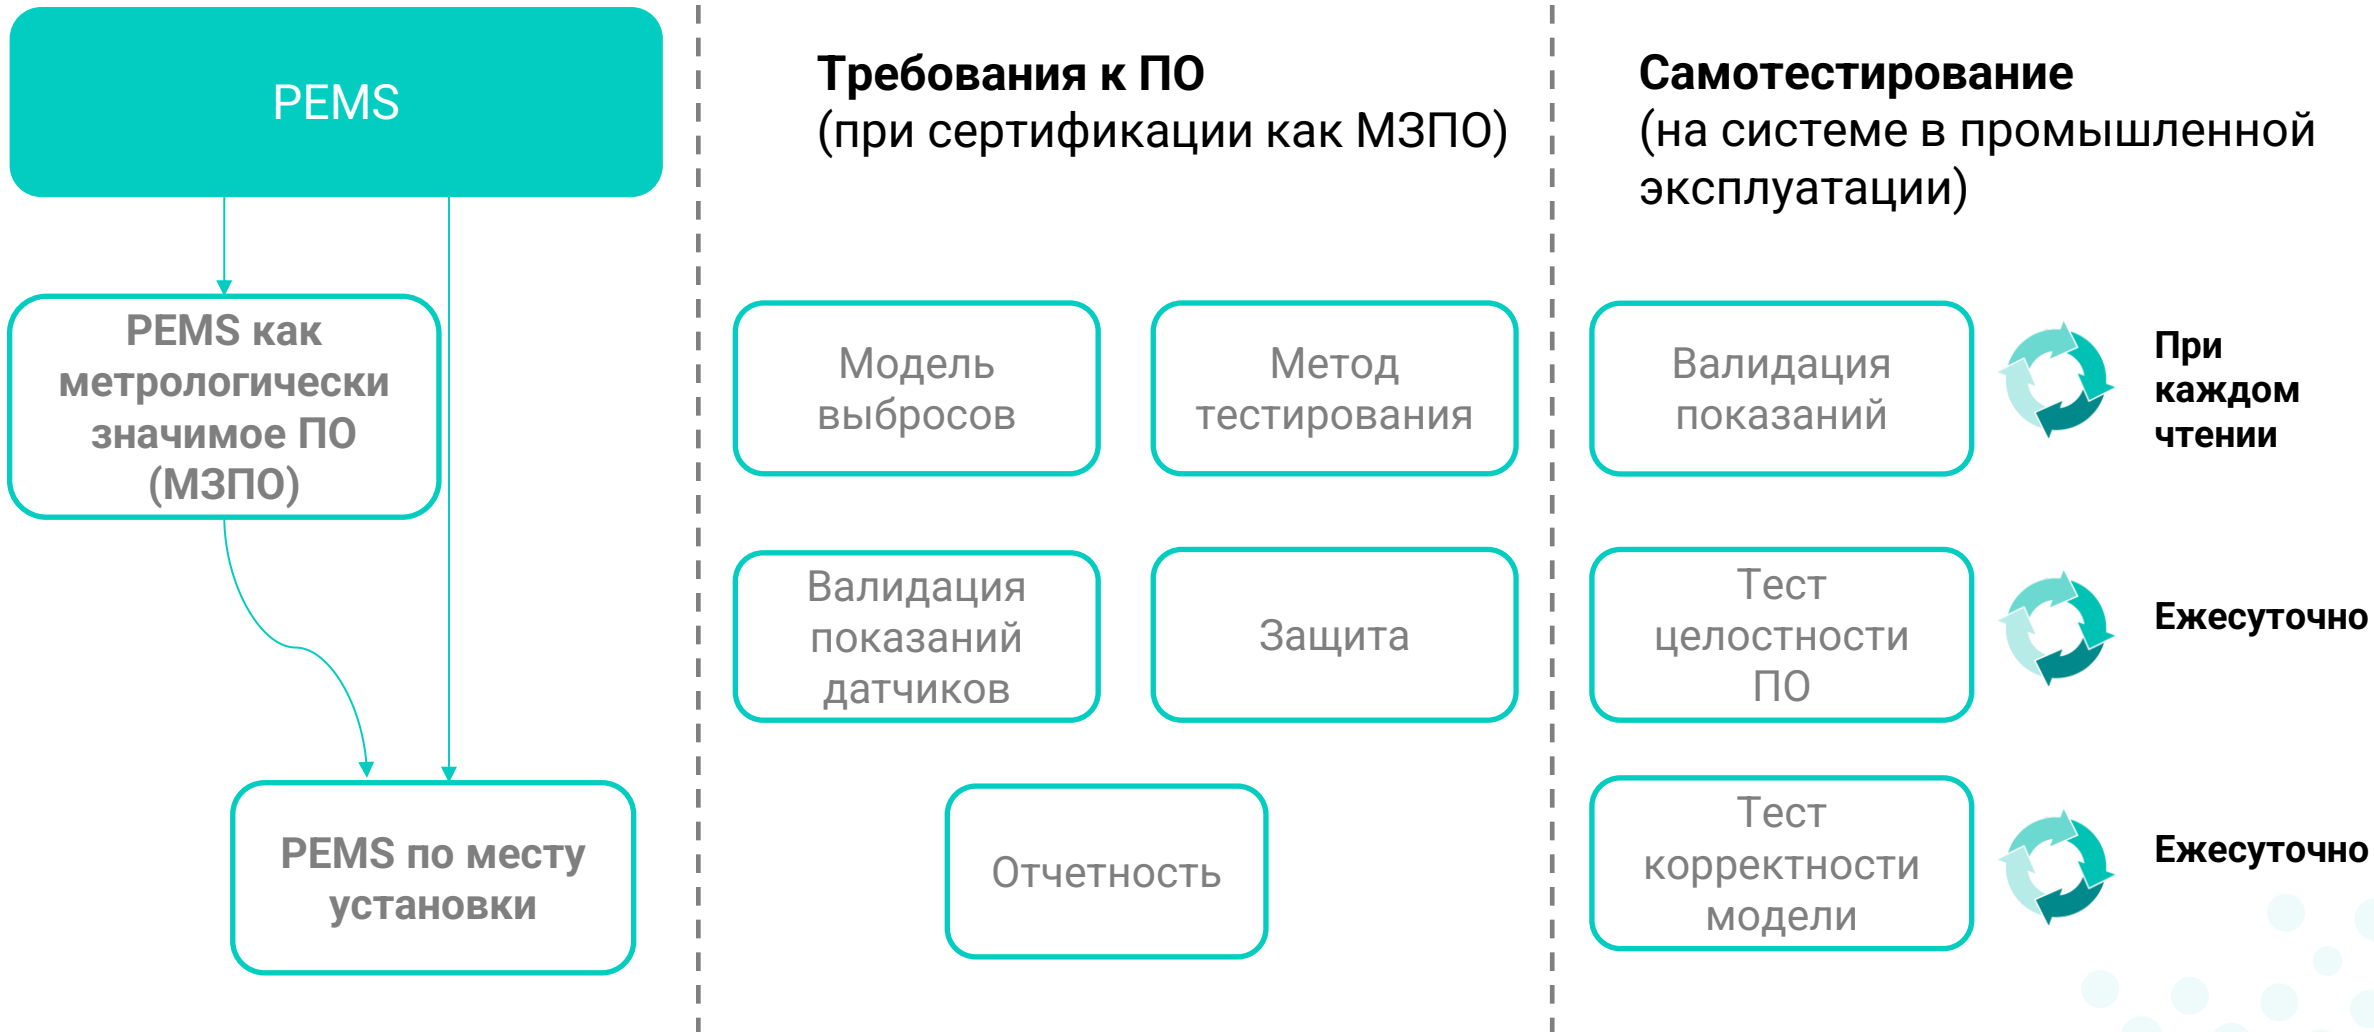 PEMS
PEMS как
метрологически
значимое ПО
(МЗПО)
PEMS по месту
установки
Требования к ПО
(при сертификации как МЗПО)
Модель
выбросов
Метод
тестирования
Валидация
показаний
датчиков
Защита
Отчетность
Самотестирование
(на системе в промышленной
эксплуатации)
Валидация
показаний
При
каждом
чтении
Тест
целостности
ПО
Ежесуточно
Тест
корректности
модели
Ежесуточно